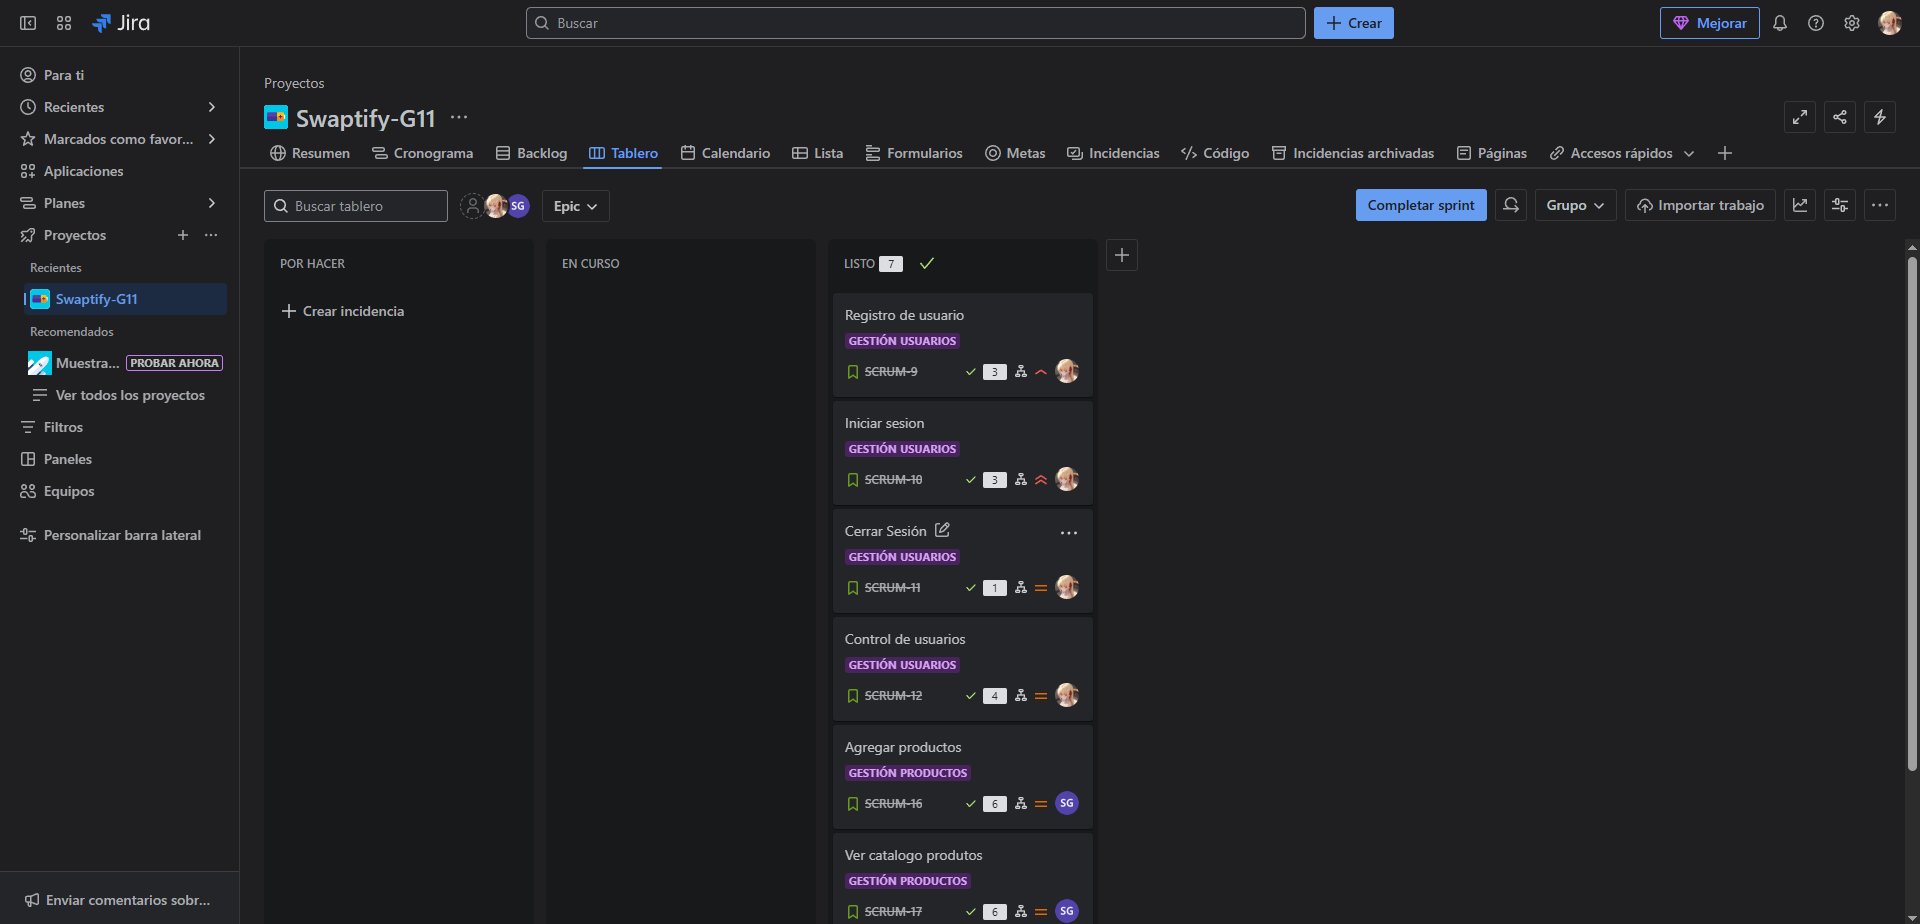 Jira
Buscar
Crear
Mejorar
Para ti
Recientes
Marcados como favor...
Aplicaciones
Planes
Proyectos
Recientes
Swaptify-G11
Recomendados
Muestra... PROBAR AHORA
Ver todos los proyectos
Filtros
Paneles
Equipos
Personalizar barra lateral
Enviar comentarios sobr...
Proyectos
Swaptify-G11
Resumen Cronograma Backlog Tablero Calendario Lista Formularios Metas Incidencias Código Incidencias archivadas Páginas Accesos rápidos
Buscar tablero SG Epic Completar sprint Grupo Importar trabajo
POR HACER
Crear incidencia
EN CURSO
LISTO 7
Registro de usuario
GESTIÓN USUARIOS
SCRUM-9 3
Iniciar sesion
GESTIÓN USUARIOS
SCRUM-10 3
Cerrar Sesión
GESTIÓN USUARIOS
SCRUM-11 1
Control de usuarios
GESTIÓN USUARIOS
SCRUM-12 4
Agregar productos
GESTIÓN PRODUCTOS
SCRUM-16 6 SG
Ver catalogo produtos
GESTIÓN PRODUCTOS
SCRUM-17 6 SG